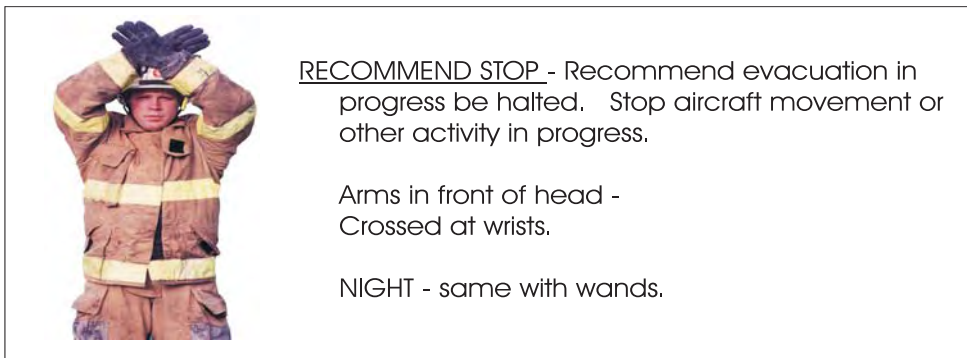 RECOMMEND STOP - Recommend evacuation in
progress be halted.   Stop aircraft movement or
other activity in progress.
Arms in front of head -
Crossed at wrists.
NIGHT - same with wands.